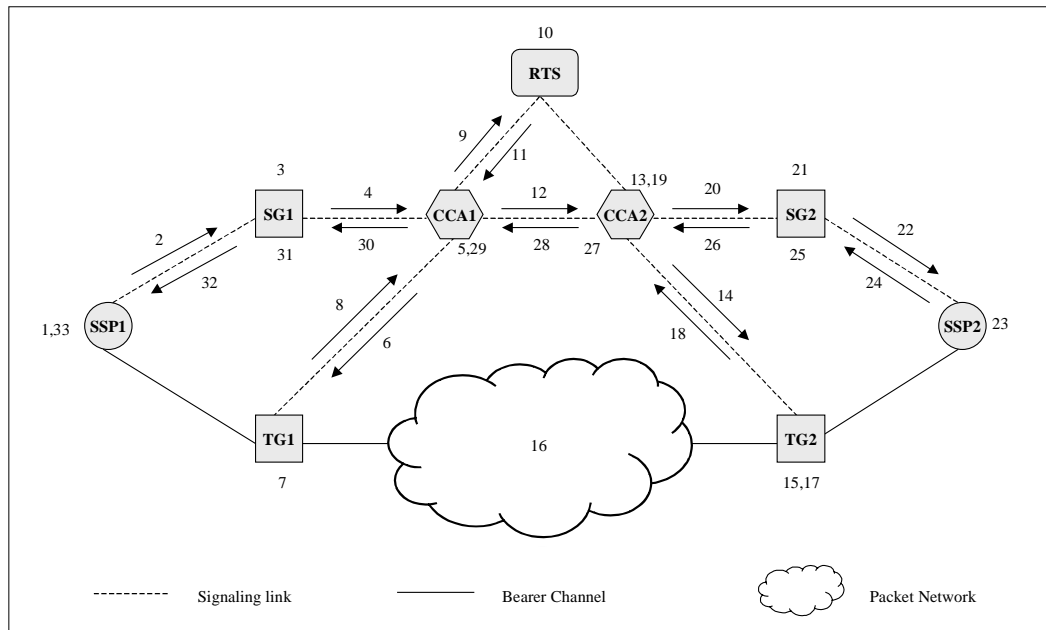 10
RTS
9
11
3
13,19
21
4
12
20
SG1
CCA1
CCA2
SG2
2
22
30
5,29
28
27
26
31
25
32
24
8
14
1,33
SSP1
6
18
SSP2
23
TG1
16
TG2
7
15,17
Signaling link
Bearer Channel
Packet Network